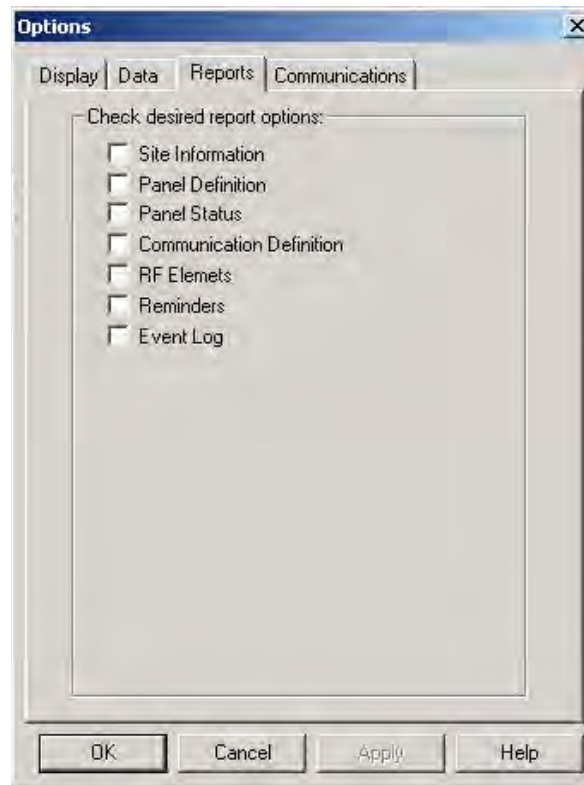 Options
Display Data Reports Communications
Check desired report options:
Site Information
Panel Definition
Panel Status
Communication Definition
RF Elemets
Reminders
Event Log
OK Cancel Apply Help